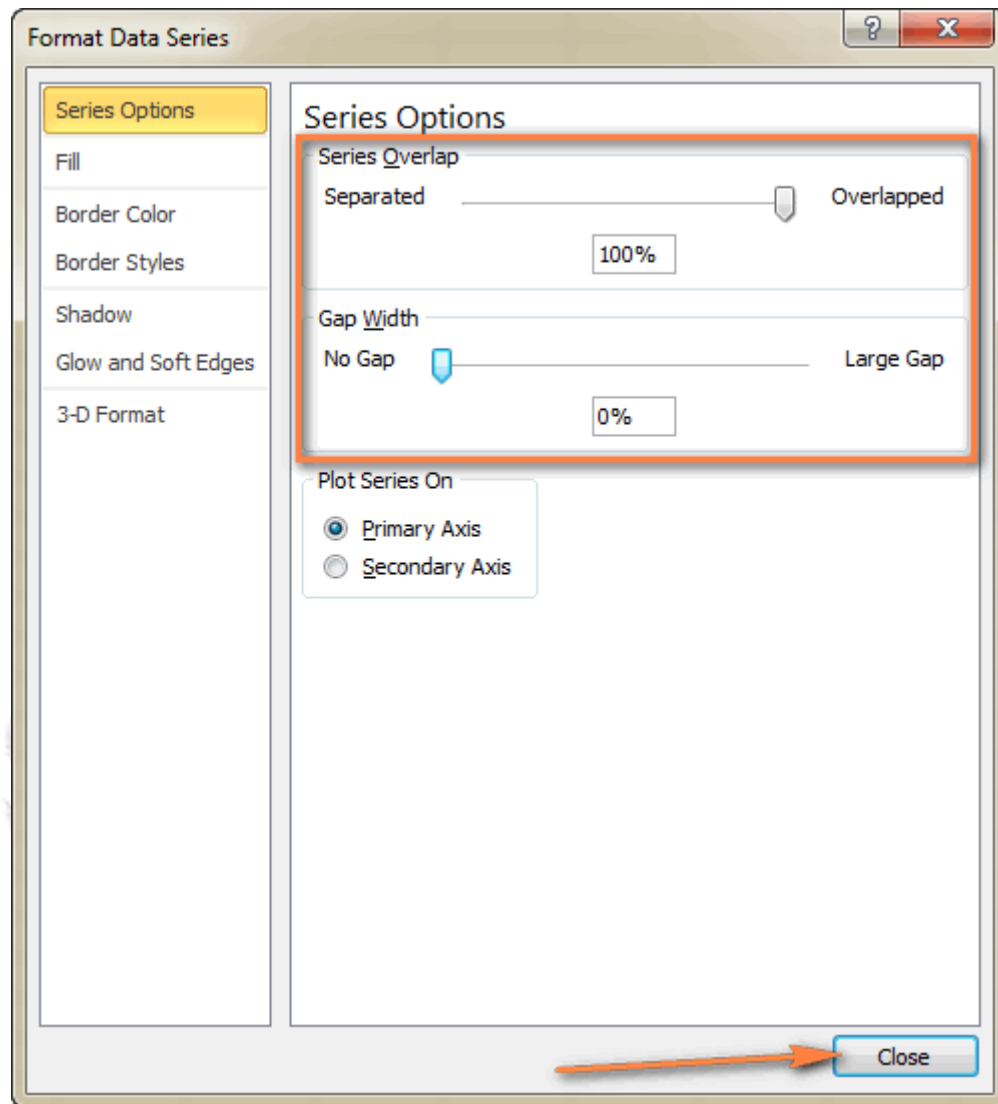 Format Data Series
Series Options
Fill
Border Color
Border Styles
Shadow
Glow and Soft Edges
3-D Format
Series Options
Series Overlap
Separated Overlapped
100%
Gap Width
No Gap Large Gap
0%
Plot Series On
Primary Axis
Secondary Axis
Close